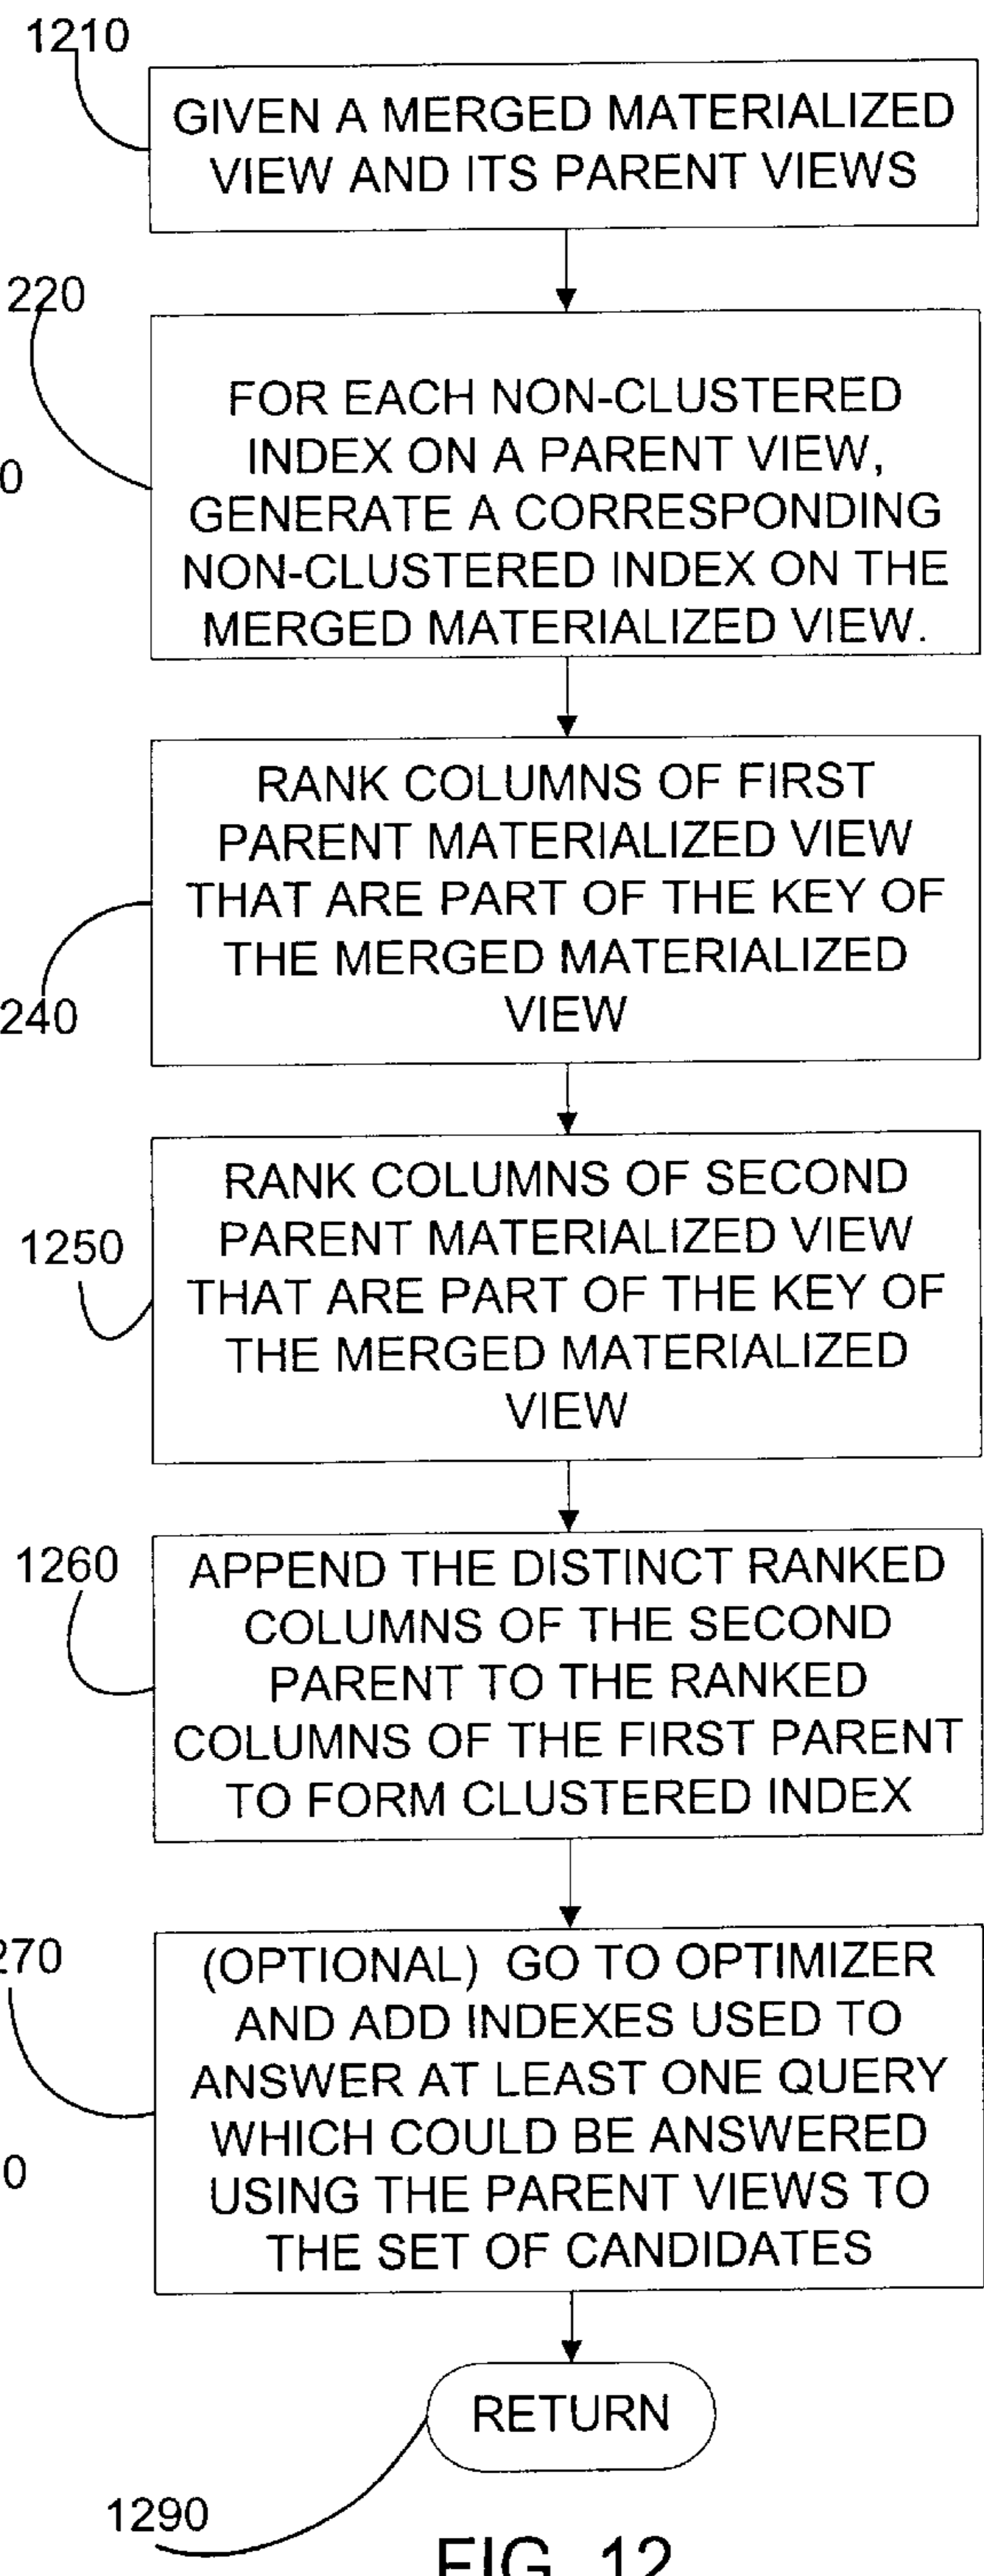 1210
GIVEN A MERGED MATERIALIZED
VIEW AND ITS PARENT VIEWS
220
FOR EACH NON-CLUSTERED
INDEX ON A PARENT VIEW,
GENERATE A CORRESPONDING
NON-CLUSTERED INDEX ON THE
MERGED MATERIALIZED VIEW.
0
RANK COLUMNS OF FIRST
PARENT MATERIALIZED VIEW
THAT ARE PART OF THE KEY OF
THE MERGED MATERIALIZED
VIEW
240
RANK COLUMNS OF SECOND
PARENT MATERIALIZED VIEW
THAT ARE PART OF THE KEY OF
THE MERGED MATERIALIZED
VIEW
1250
1260
APPEND THE DISTINCT RANKED
COLUMNS OF THE SECOND
PARENT TO THE RANKED
COLUMNS OF THE FIRST PARENT
TO FORM CLUSTERED INDEX
270
(OPTIONAL) GO TO OPTIMIZER
AND ADD INDEXES USED TO
ANSWER AT LEAST ONE QUERY
WHICH COULD BE ANSWERED
USING THE PARENT VIEWS TO
THE SET OF CANDIDATES
0
RETURN
1290
FIG. 12